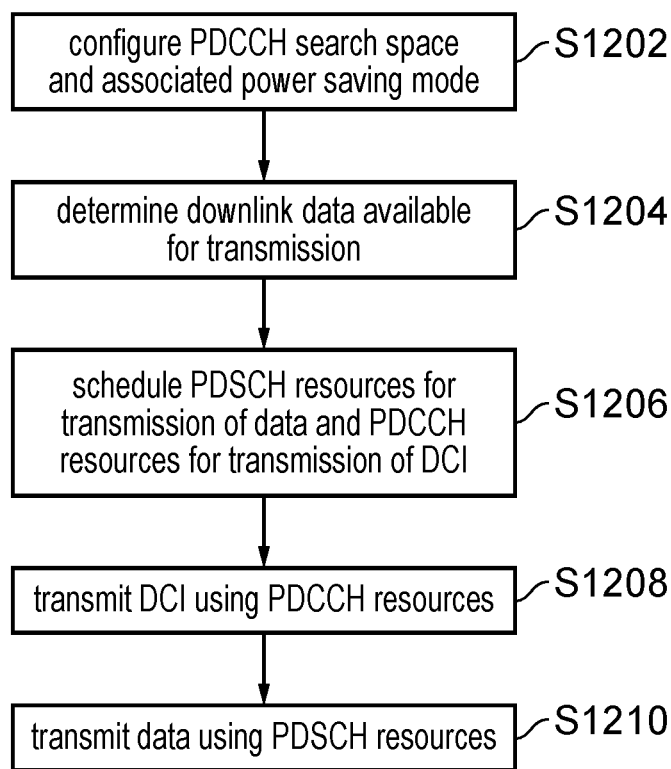 configure PDCCH search space
and associated power saving mode
S1202
determine downlink data available
for transmission
S1204
schedule PDSCH resources for
transmission of data and PDCCH
resources for transmission of DCI
S1206
transmit DCI using PDCCH resources
S1208
transmit data using PDSCH resources
S1210